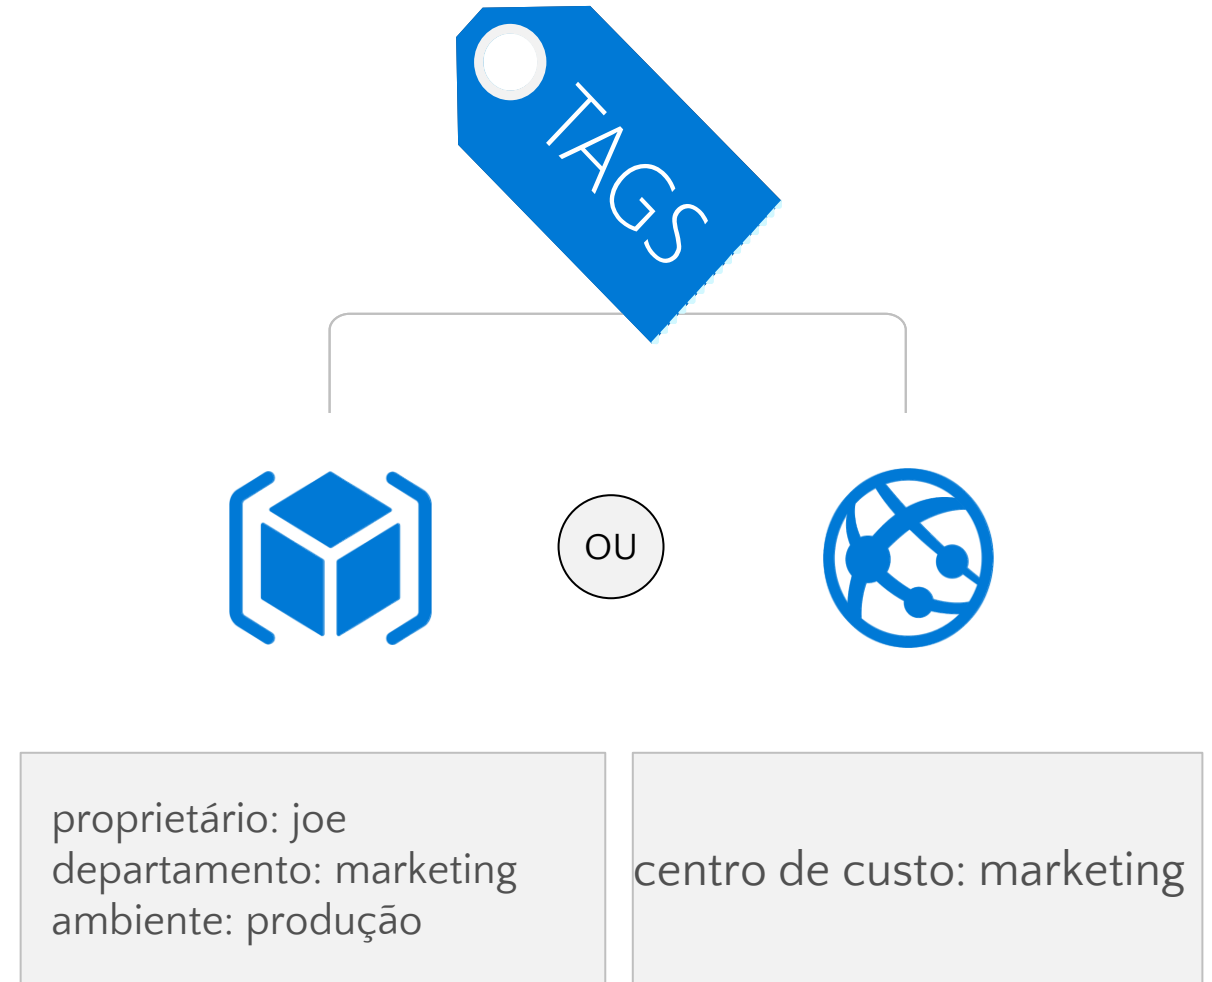 TAGS
OU
proprietário: joe
departamento: marketing
ambiente: produção
centro de custo: marketing